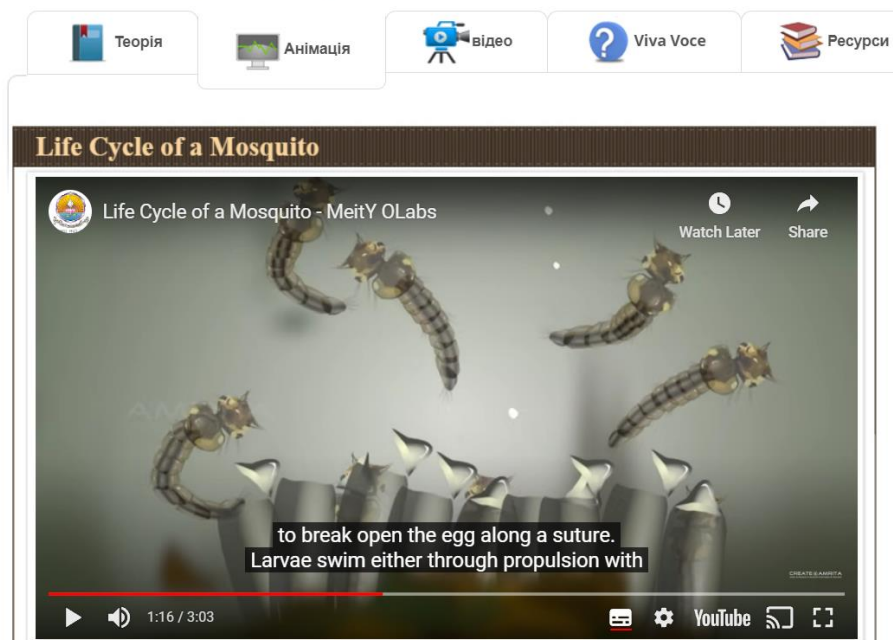 Теорія
Анімація
відео
Viva Voce
Ресурси
Life Cycle of a Mosquito
Life Cycle of a Mosquito - MeitY OLabs
Watch Later
Share
to break open the egg along a suture.
Larvae swim either through propulsion with
CREATE@AMRITA
1:16 / 3:03
YouTube